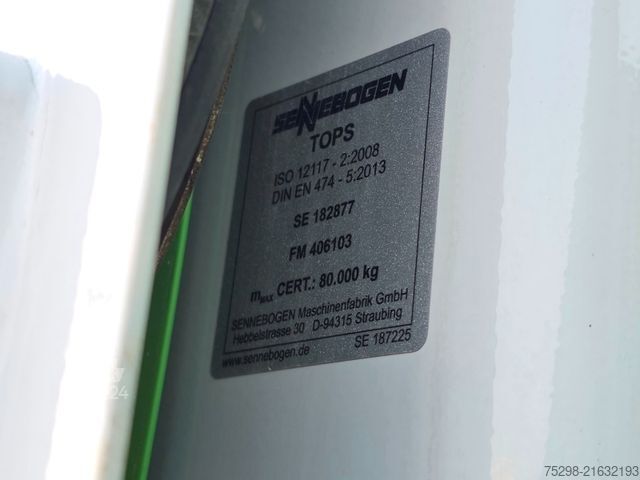 SENNEBOGEN
TOPS
ISO 12117 - 2:2008
DIN EN 474 - 5:2013
SE 182877
FM 406103
mMAX CERT.: 80.000 kg
SENNEBOGEN Maschinenfabrik GmbH
Hebbelstrasse 30 D-94315 Straubing
www.sennebogen.de SE 187225
75298-21632193